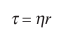 τ = ηr